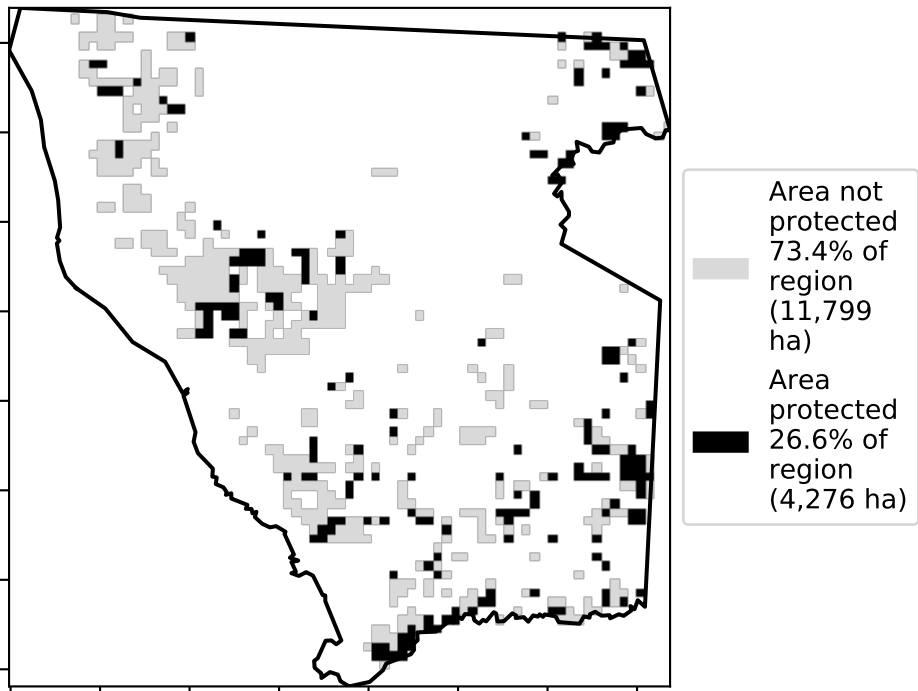 Area not
protected
73.4% of
region
(11,799
ha)
Area
protected
26.6% of
region
(4,276 ha)